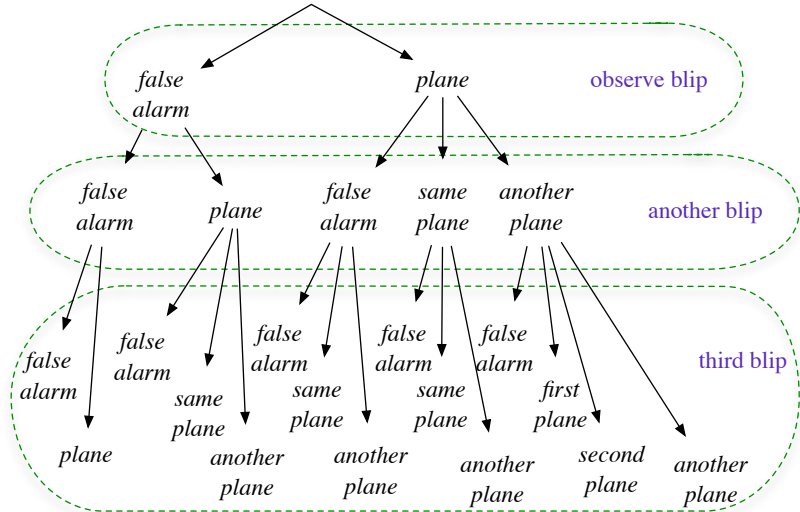 false
alarm
plane
observe blip
false
alarm
plane
false
alarm
same
plane
another
plane
another blip
false
alarm
plane
false
alarm
same
plane
another
plane
false
alarm
same
plane
another
plane
false
alarm
same
plane
another
plane
false
alarm
first
plane
second
plane
another
plane
third blip